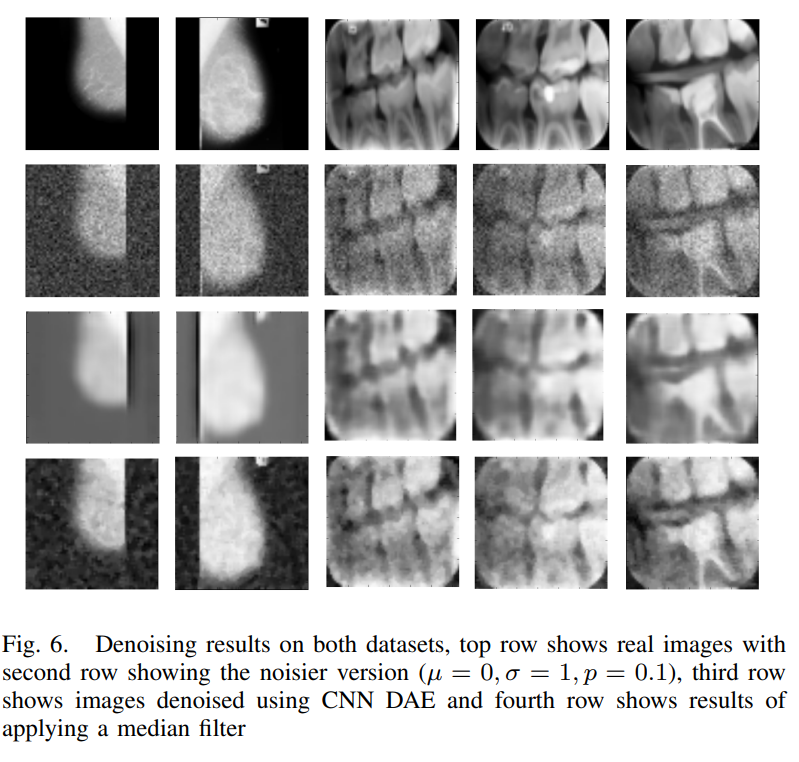 Fig. 6. Denoising results on both datasets, top row shows real images with
second row showing the noisier version (μ = 0, σ = 1, p = 0.1), third row
shows images denoised using CNN DAE and fourth row shows results of
applying a median filter